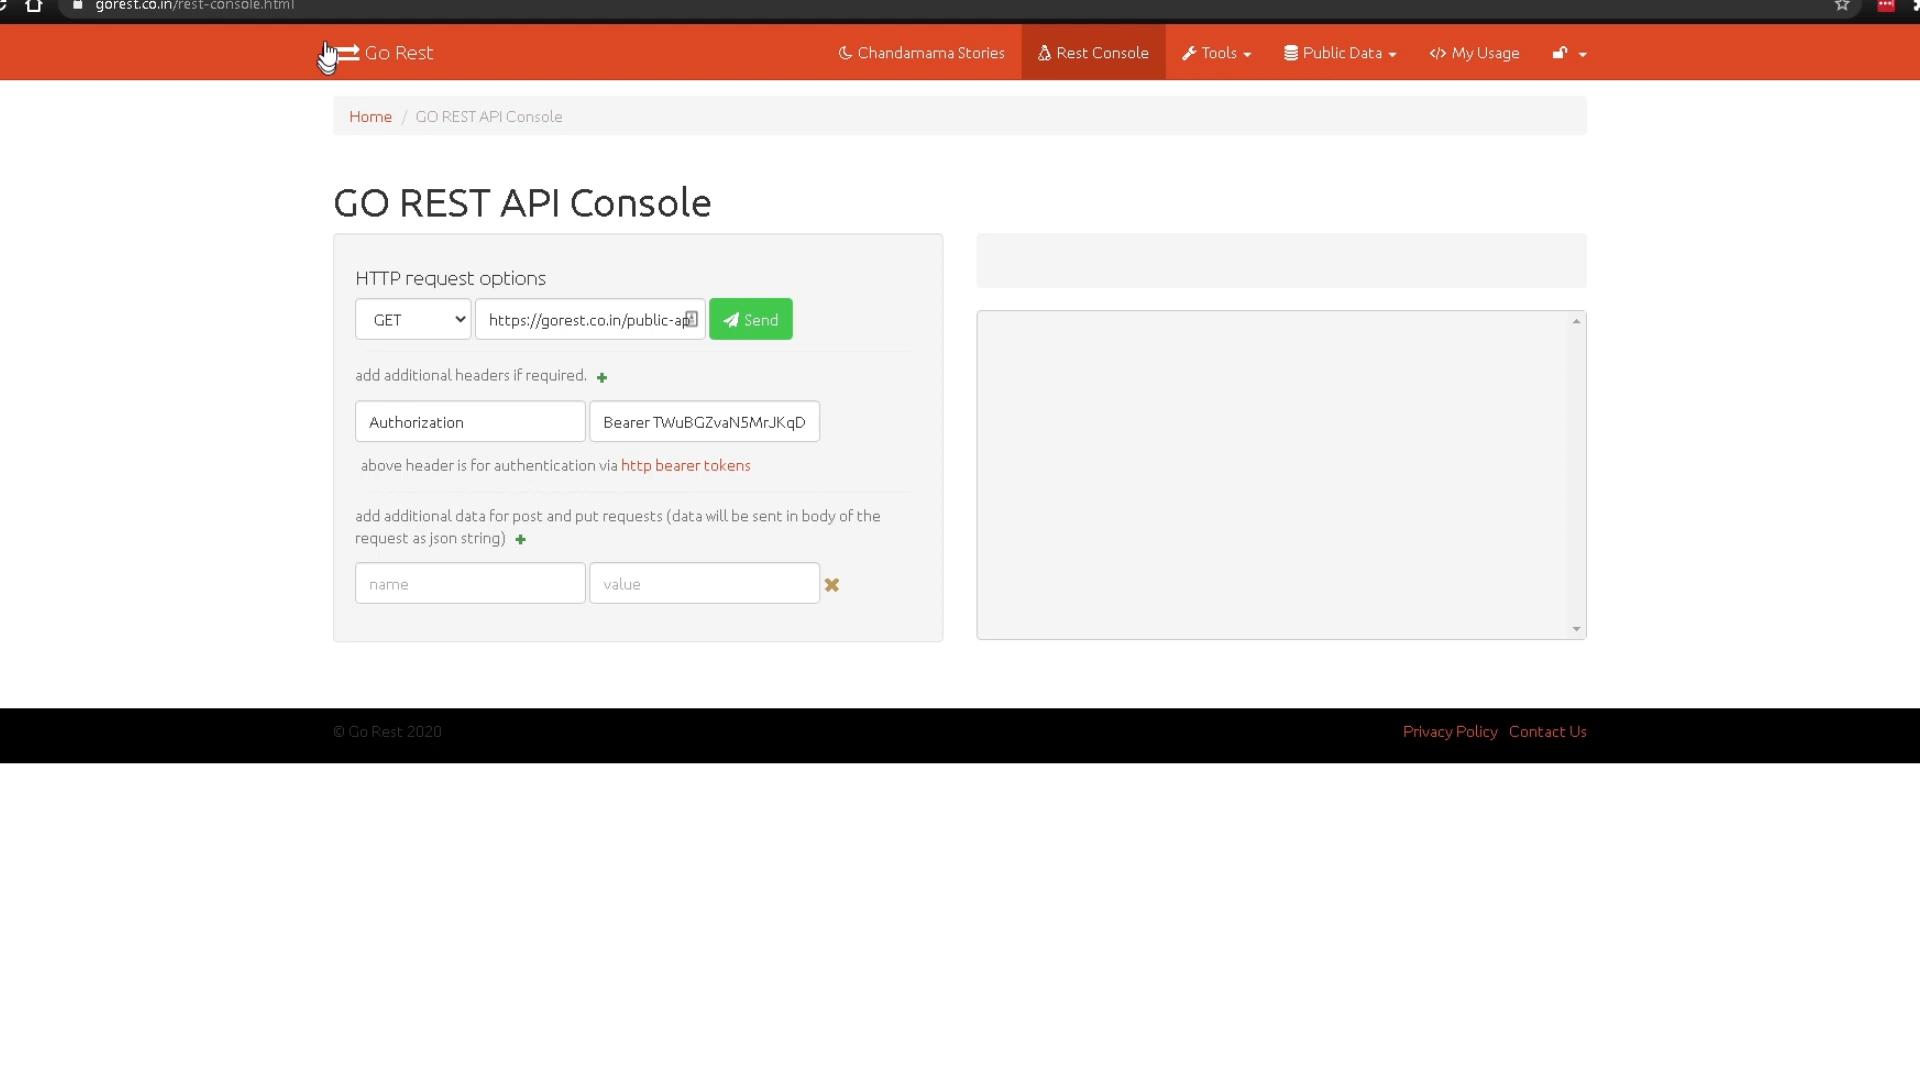 gorest.co.in/rest-console.html
Go Rest Chandamama Stories Rest Console Tools Public Data </> My Usage
Home / GO REST API Console
GO REST API Console
HTTP request options
GET https://gorest.co.in/public-ap Send
add additional headers if required.
Authorization Bearer TWuBGZvaN5MrJKqD
above header is for authentication via http bearer tokens
add additional data for post and put requests (data will be sent in body of the
request as json string)
name value
© Go Rest 2020 Privacy Policy Contact Us